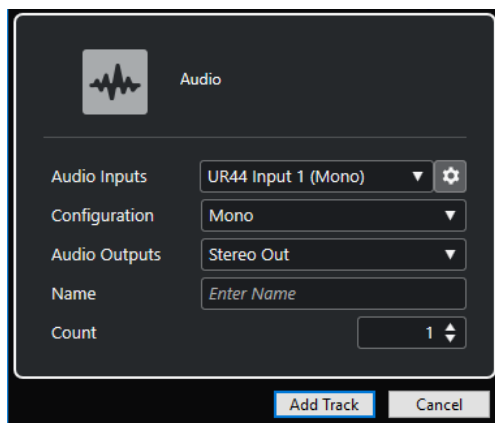 Audio
Audio Inputs UR44 Input 1 (Mono)
Configuration Mono
Audio Outputs Stereo Out
Name Enter Name
Count 1
Add Track Cancel